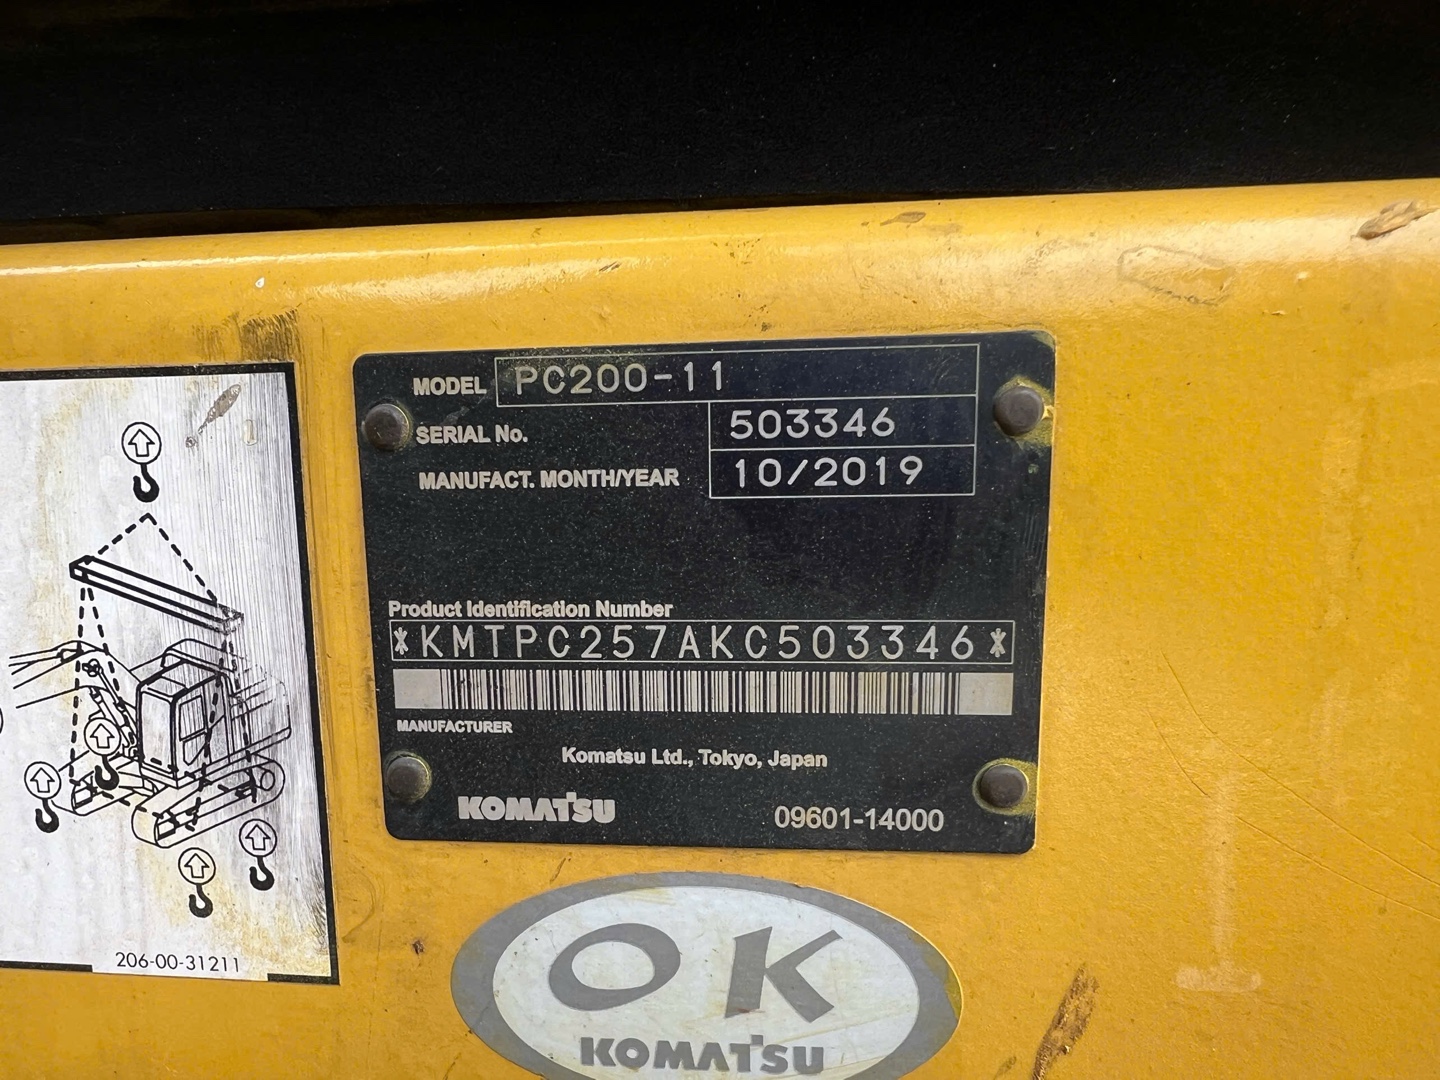 MODEL PC200-11
SERIAL No. 503346
MANUFACT. MONTH/YEAR 10/2019
Product Identification Number
*KMTPC257AKC503346*
MANUFACTURER
Komatsu Ltd., Tokyo, Japan
KOMATSU 09601-14000
206-00-31211
OK
KOMATSU